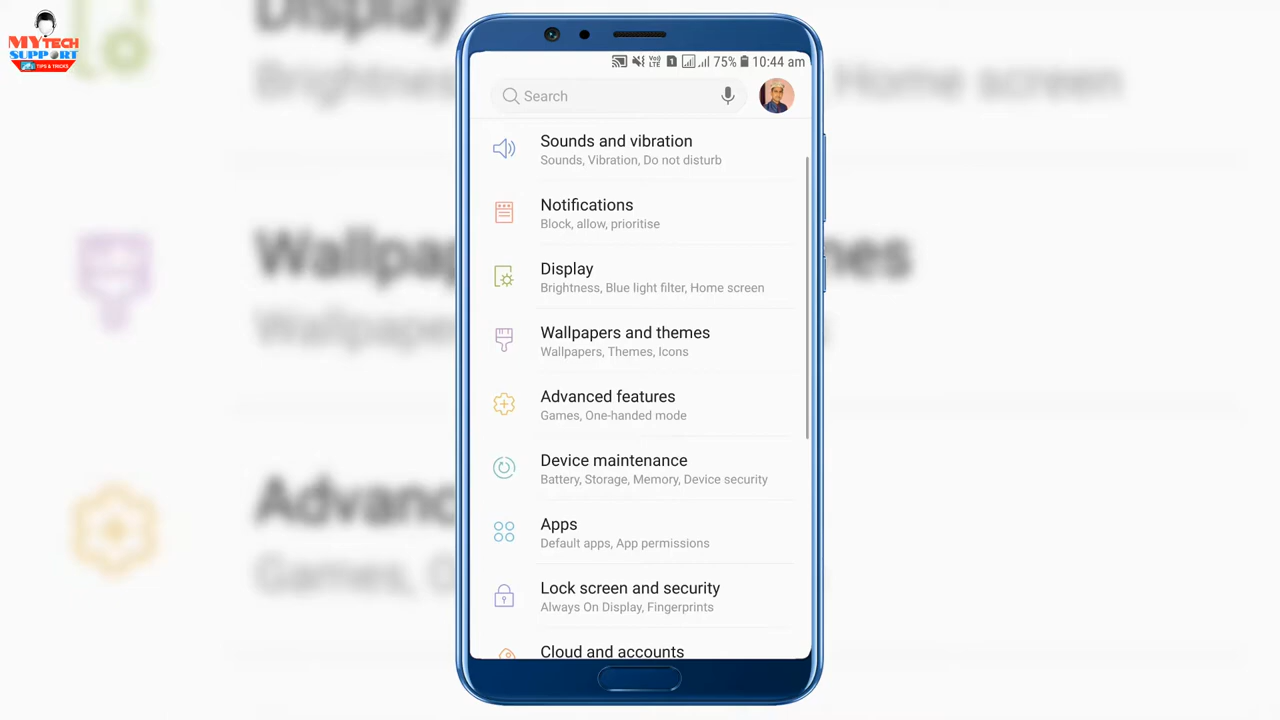 MYTECH
SUPPORT
TIPS & TRICKS
75% 10:44 am
Search
Sounds and vibration
Sounds, Vibration, Do not disturb
Notifications
Block, allow, prioritise
Display
Brightness, Blue light filter, Home screen
Wallpapers and themes
Wallpapers, Themes, Icons
Advanced features
Games, One-handed mode
Device maintenance
Battery, Storage, Memory, Device security
Apps
Default apps, App permissions
Lock screen and security
Always On Display, Fingerprints
Cloud and accounts